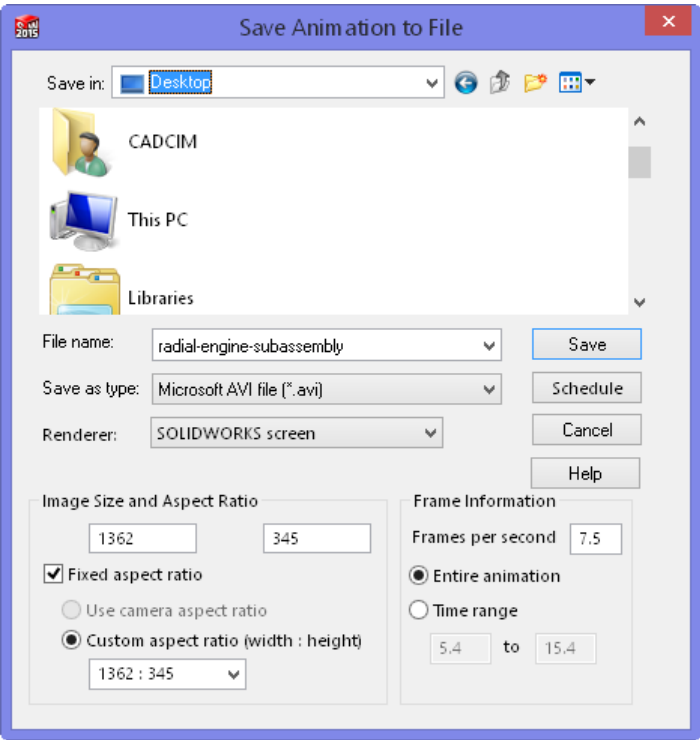 SW
2015
Save Animation to File
Save in: Desktop
CADCIM
This PC
Libraries
File name: radial-engine-subassembly Save
Save as type: Microsoft AVI file (*.avi) Schedule
Renderer: SOLIDWORKS screen Cancel
Help
Image Size and Aspect Ratio
1362 345
Fixed aspect ratio
Use camera aspect ratio
Custom aspect ratio (width : height)
1362 : 345
Frame Information
Frames per second 7.5
Entire animation
Time range
5.4 to 15.4